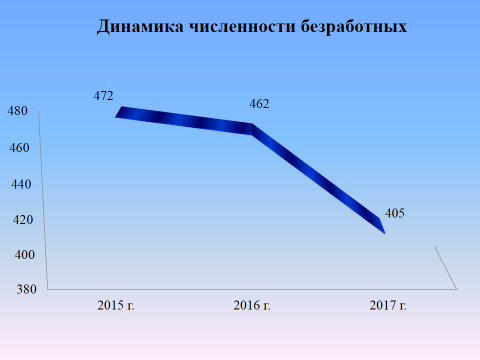 Динамика численности безработных
472
462
405
480
460
440
420
400
380
2015 г.
2016 г.
2017 г.